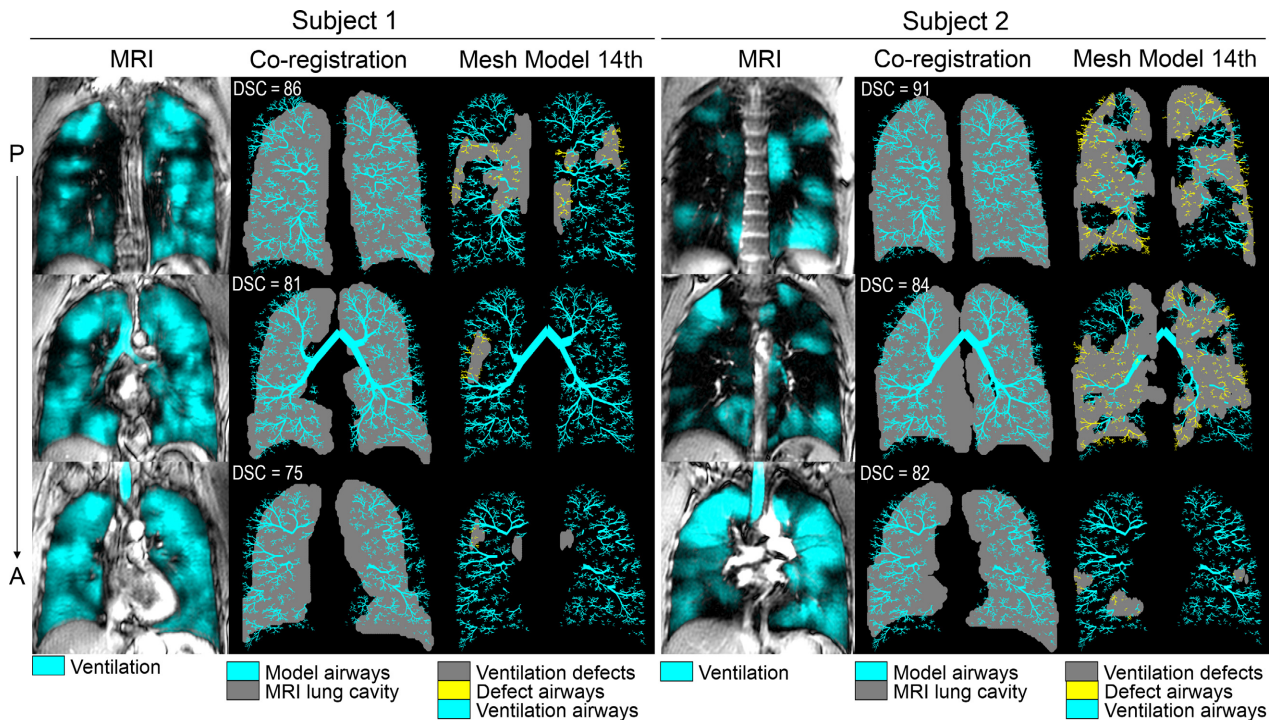 Subject 1 Subject 2
MRI Co-registration Mesh Model 14th MRI Co-registration Mesh Model 14th
P
DSC = 86 DSC = 91
DSC = 81 DSC = 84
DSC = 75 DSC = 82
A
Ventilation Model airways Ventilation defects Ventilation Model airways Ventilation defects
MRI lung cavity Defect airways MRI lung cavity Defect airways
Ventilation airways Ventilation airways